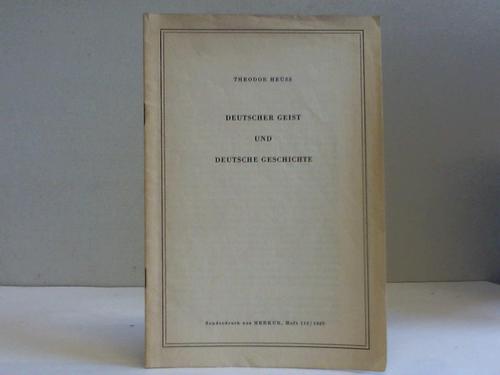 THEODOR HEUSS
DEUTSCHER GEIST
UND
DEUTSCHE GESCHICHTE
Sonderdruck aus MERKUR, Heft